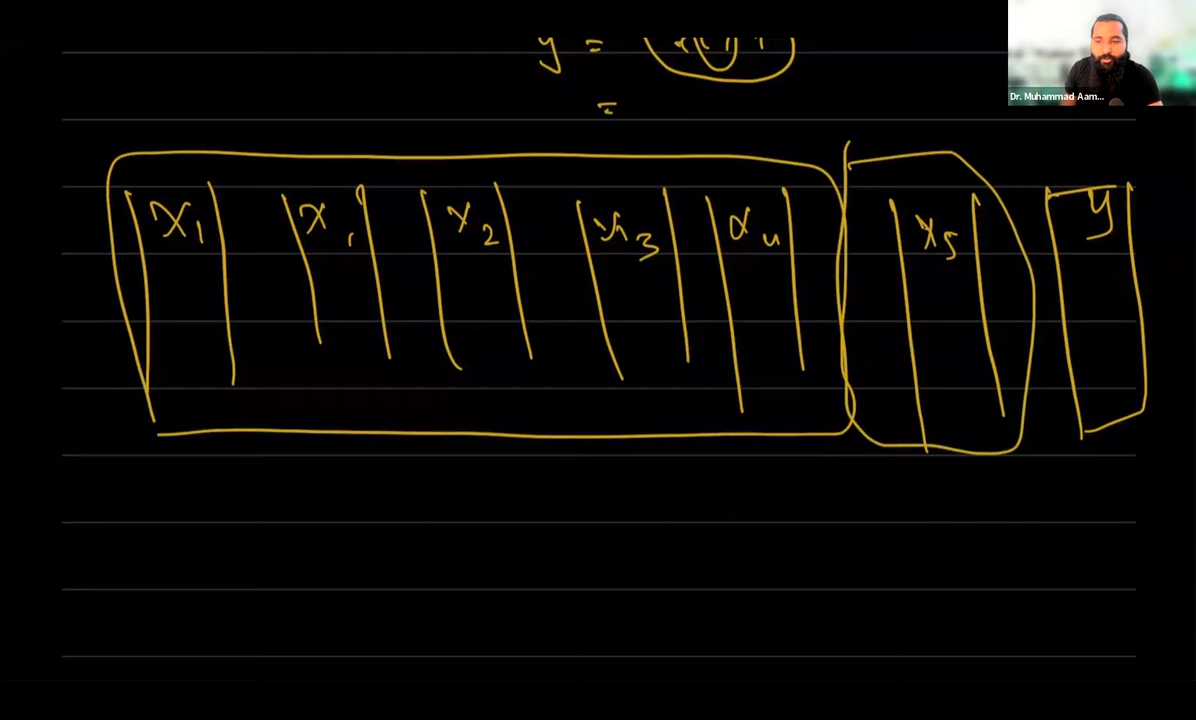 y =
=
x₁ x₁ x₂ x₃ x₄ x₅ y
Dr. Muhammad Aam...